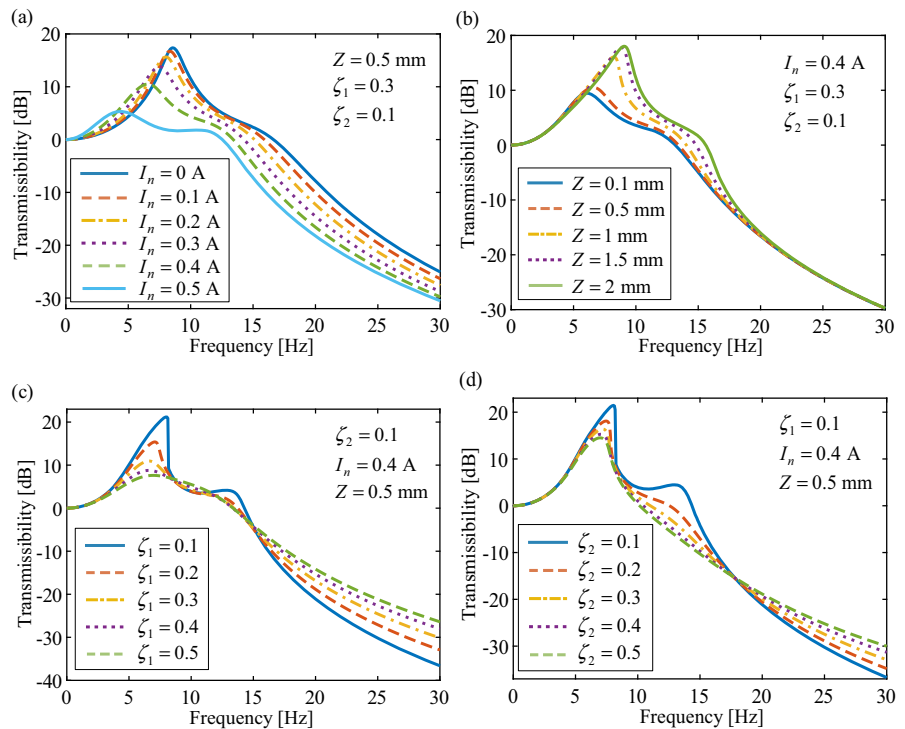 (a)
Transmissibility [dB]
20
10
0
-10
-20
-30
Z = 0.5 mm
ζ₁ = 0.3
ζ₂ = 0.1
Iₙ = 0 A
Iₙ = 0.1 A
Iₙ = 0.2 A
Iₙ = 0.3 A
Iₙ = 0.4 A
Iₙ = 0.5 A
0 5 10 15 20 25 30
Frequency [Hz]
(b)
Transmissibility [dB]
20
10
0
-10
-20
-30
Iₙ = 0.4 A
ζ₁ = 0.3
ζ₂ = 0.1
Z = 0.1 mm
Z = 0.5 mm
Z = 1 mm
Z = 1.5 mm
Z = 2 mm
0 5 10 15 20 25 30
Frequency [Hz]
(c)
Transmissibility [dB]
20
10
0
-10
-20
-30
-40
ζ₂ = 0.1
Iₙ = 0.4 A
Z = 0.5 mm
ζ₁ = 0.1
ζ₁ = 0.2
ζ₁ = 0.3
ζ₁ = 0.4
ζ₁ = 0.5
0 5 10 15 20 25 30
Frequency [Hz]
(d)
Transmissibility [dB]
20
10
0
-10
-20
-30
ζ₁ = 0.1
Iₙ = 0.4 A
Z = 0.5 mm
ζ₂ = 0.1
ζ₂ = 0.2
ζ₂ = 0.3
ζ₂ = 0.4
ζ₂ = 0.5
0 5 10 15 20 25 30
Frequency [Hz]